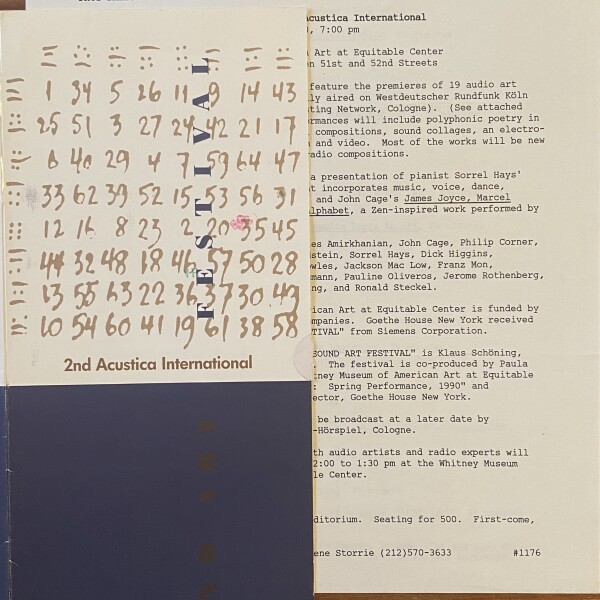 1 34 5 26 11 9 14 43
25 51 3 27 24 42 21 17
6 40 29 4 7 59 64 47
33 62 39 52 15 53 56 31
12 16 8 23 2 20 35 45
44 32 48 18 46 57 50 28
13 55 63 22 36 37 30 49
10 54 60 41 19 61 38 58
FESTIVAL
2nd Acustica International
Acustica International
, 7:00 pm
Art at Equitable Center
n 51st and 52nd Streets
feature the premieres of 19 audio art
ly aired on Westdeutscher Rundfunk Köln
ting Network, Cologne). (See attached
ormances will include polyphonic poetry in
compositions, sound collages, an electro-
and video. Most of the works will be new
radio compositions.
a presentation of pianist Sorrel Hays'
t incorporates music, voice, dance,
and John Cage's James Joyce, Marcel
lphabet, a Zen-inspired work performed by
es Amirkhanian, John Cage, Philip Corner,
nstein, Sorrel Hays, Dick Higgins,
wles, Jackson Mac Low, Franz Mon,
mann, Pauline Oliveros, Jerome Rothenberg,
ng, and Ronald Steckel.
rican Art at Equitable Center is funded by
mpanies. Goethe House New York received
TIVAL" from Siemens Corporation.
SOUND ART FESTIVAL" is Klaus Schöning,
. The festival is co-produced by Paula
tney Museum of American Art at Equitable
: Spring Performance, 1990" and
ector, Goethe House New York.
be broadcast at a later date by
-Hörspiel, Cologne.
th audio artists and radio experts will
2:00 to 1:30 pm at the Whitney Museum
le Center.
ditorium. Seating for 500. First-come,
ene Storrie (212)570-3633 #1176